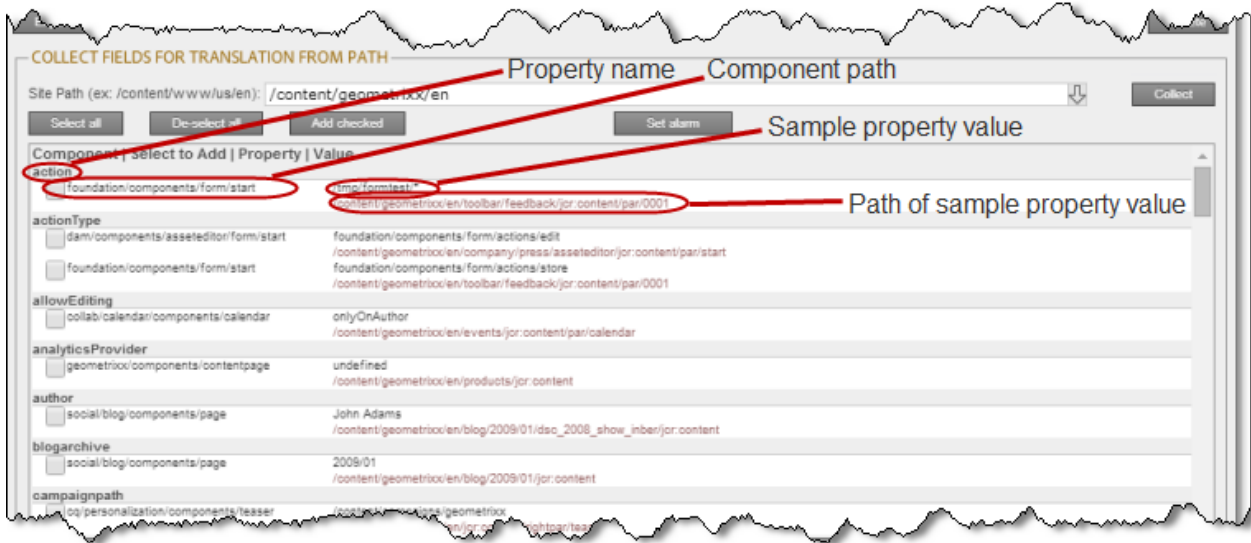 COLLECT FIELDS FOR TRANSLATION FROM PATH
Property name Component path
Site Path (ex: /content/www/us/en): /content/geometrixx/en Collect
Select all De-select all Add checked Set alarm
Sample property value
Component | Select to Add | Property | Value
action
foundation/components/form/start /tmp/formtest/*
/content/geometrixx/en/toolbar/feedback/jcr:content/par/0001
Path of sample property value
actionType
dam/components/asseteditor/form/start foundation/components/form/actions/edit
/content/geometrixx/en/company/press/asseteditor/jcr:content/par/start
foundation/components/form/start foundation/components/form/actions/store
/content/geometrixx/en/toolbar/feedback/jcr:content/par/0001
allowEditing
collab/calendar/components/calendar onlyOnAuthor
/content/geometrixx/en/events/jcr:content/par/calendar
analyticsProvider
geometrixx/components/contentpage undefined
/content/geometrixx/en/products/jcr:content
author
social/blog/components/page John Adams
/content/geometrixx/en/blog/2009/01/dsc_2008_show_inber/jcr:content
blogarchive
social/blog/components/page 2009/01
/content/geometrixx/en/blog/2009/01/jcr:content
campaignpath
cq/personalization/components/teaser